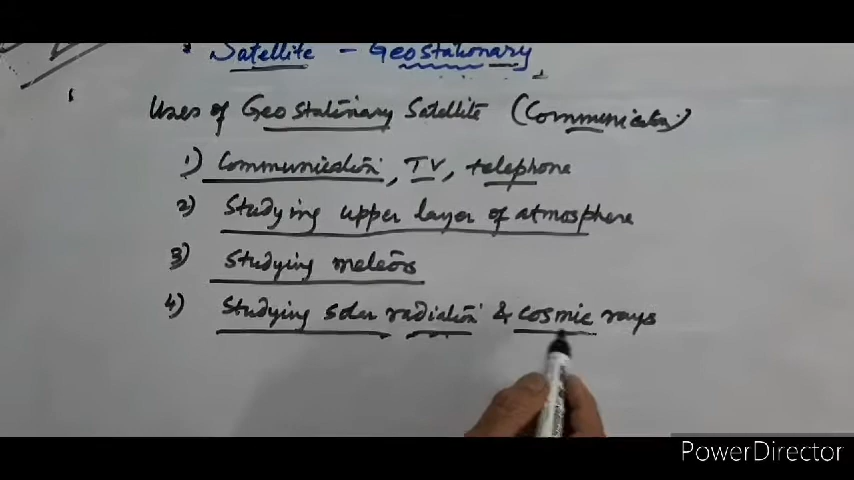 Satellite - Geostationary
Uses of Geostationary Satellite (Communication)
1) Communication, TV, telephone
2) Studying upper layer of atmosphere
3) Studying meteors
4) Studying solar radiation & cosmic rays
PowerDirector